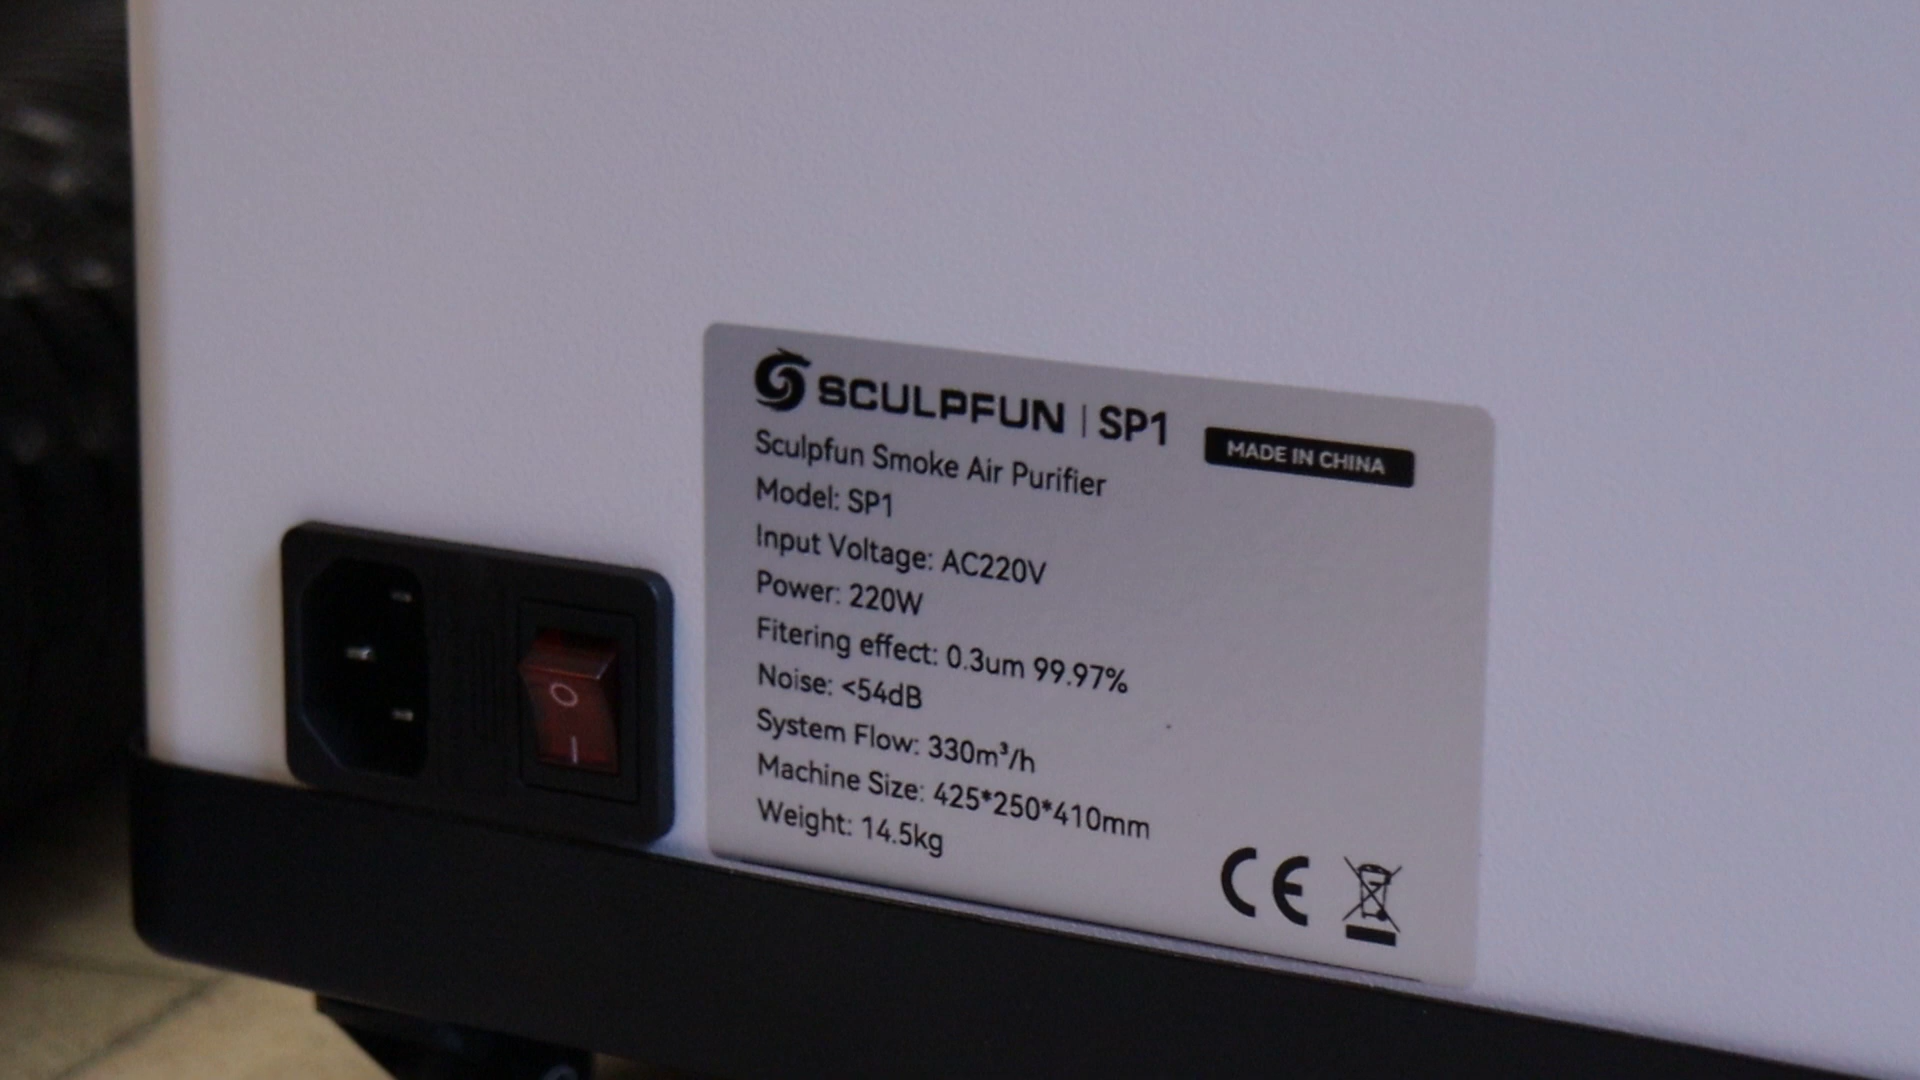 SCULPFUN | SP1
MADE IN CHINA
Sculpfun Smoke Air Purifier
Model: SP1
Input Voltage: AC220V
Power: 220W
Fitering effect: 0.3um 99.97%
Noise: <54dB
System Flow: 330m³/h
Machine Size: 425*250*410mm
Weight: 14.5kg
CE